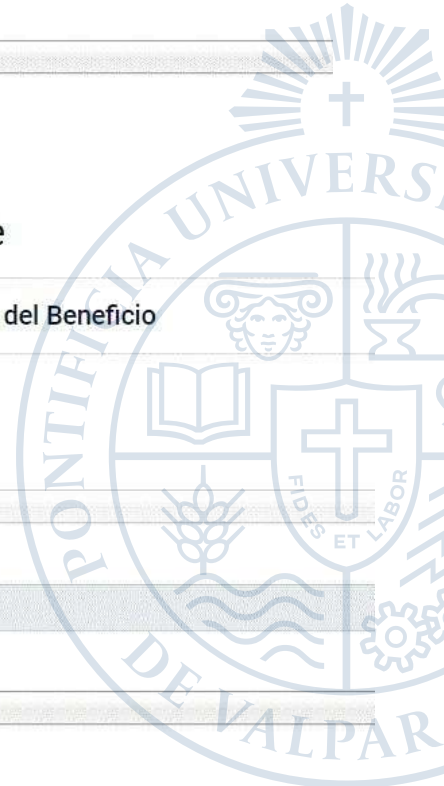 e
del Beneficio
PONTIFICIA UNIVERSI
FIDES ET LABOR
DE VALPAR